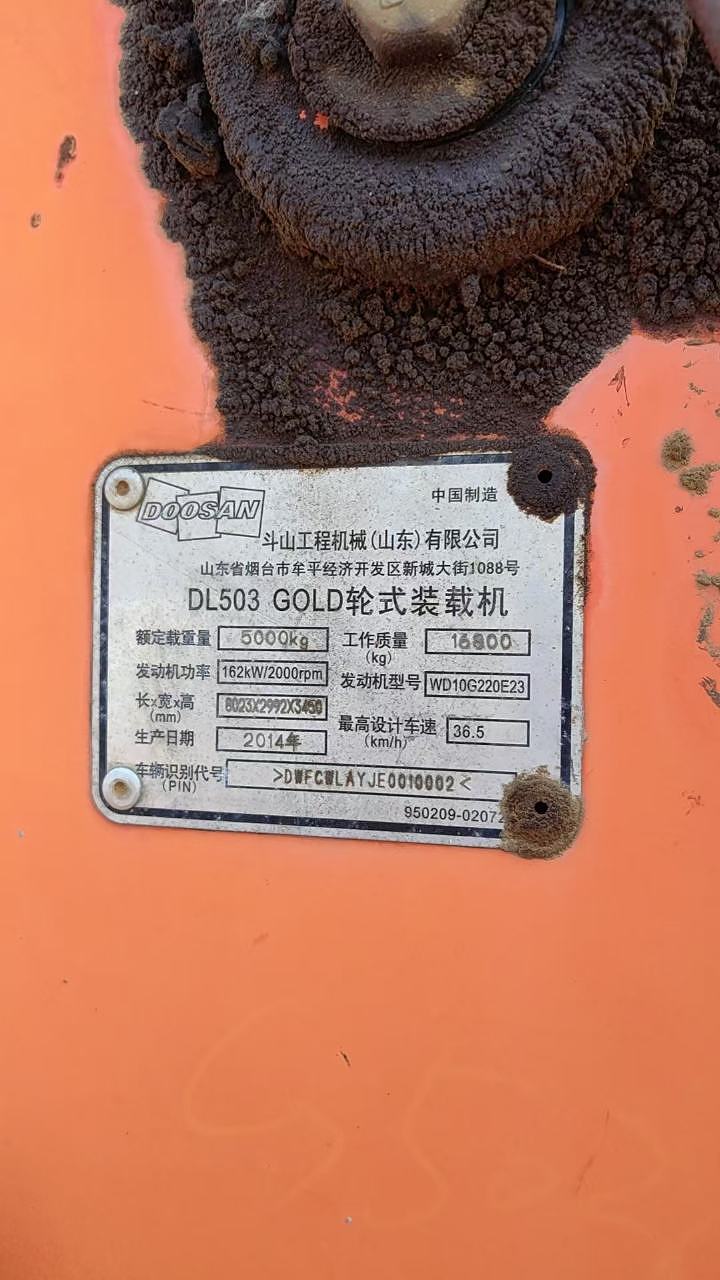 DOOSAN
中国制造
斗山工程机械(山东)有限公司
山东省烟台市牟平经济开发区新城大街1088号
DL503 GOLD轮式装载机
额定载重量 5000kg 工作质量(kg) 16800
发动机功率 162kW/2000rpm 发动机型号 WD10G220E23
长x宽x高(mm) 8023X2992X3450
生产日期 2014年 最高设计车速(km/h) 36.5
车辆识别代号(PIN) >DWFCWLAYJE0010002<
950209-02072